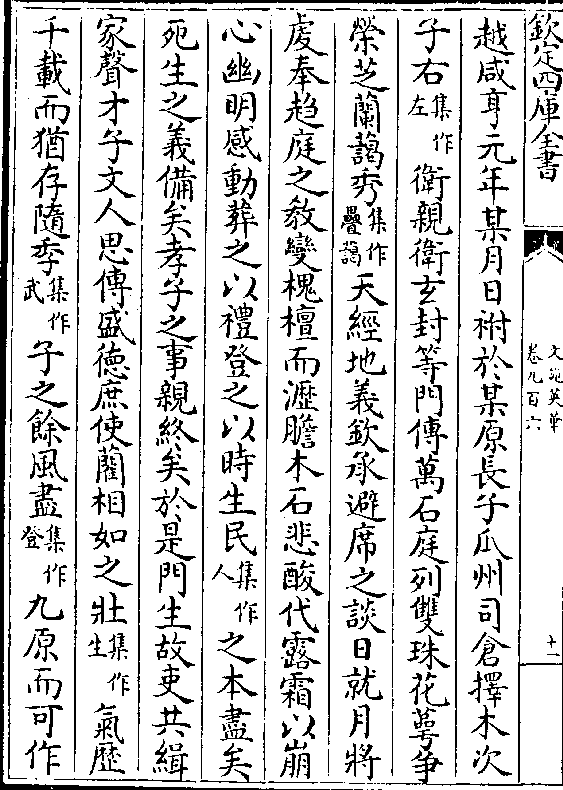 欽定四庫全書
文苑英華
卷九百六
十一
越咸亨元年某月日祔於某原長子瓜州司倉擇木次
子右集作左衛親衛玄封等門傳萬石庭列雙珠花萼争
榮芝蘭藹秀集作疊藹天經地義欽承避席之談日就月將
虔奉趋庭之教變槐檀而瀝膽木石悲酸代露霜以崩
心幽明感動葬之以禮登之以時生民集作人之本盡矣
死生之義備矣孝子之事親終矣於是門生故吏共緝
家聲才子文人思傳盛德庶使藺相如之壯集作生氣歴
千載而猶存隨季集作武子之餘風盡集作登九原而可作